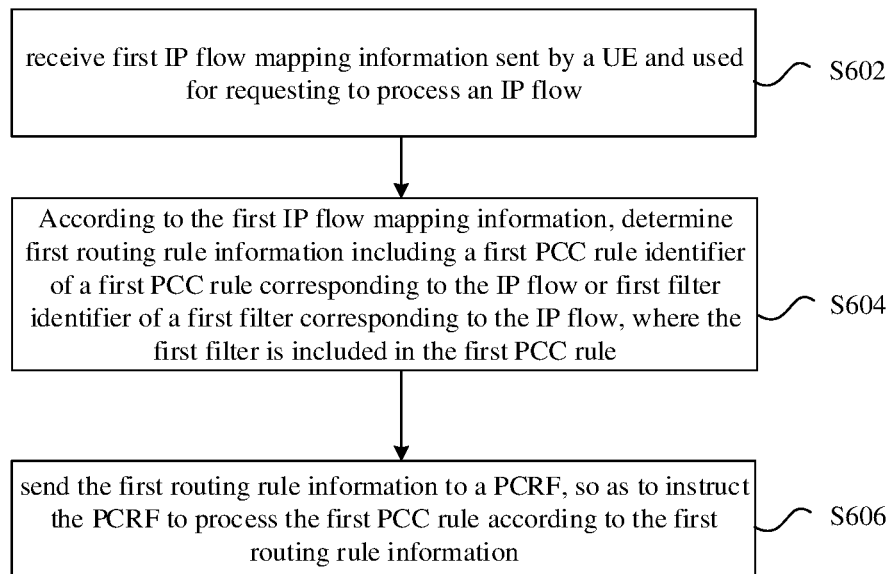 receive first IP flow mapping information sent by a UE and used
for requesting to process an IP flow
S602
According to the first IP flow mapping information, determine
first routing rule information including a first PCC rule identifier
of a first PCC rule corresponding to the IP flow or first filter
identifier of a first filter corresponding to the IP flow, where the
first filter is included in the first PCC rule
S604
send the first routing rule information to a PCRF, so as to instruct
the PCRF to process the first PCC rule according to the first
routing rule information
S606